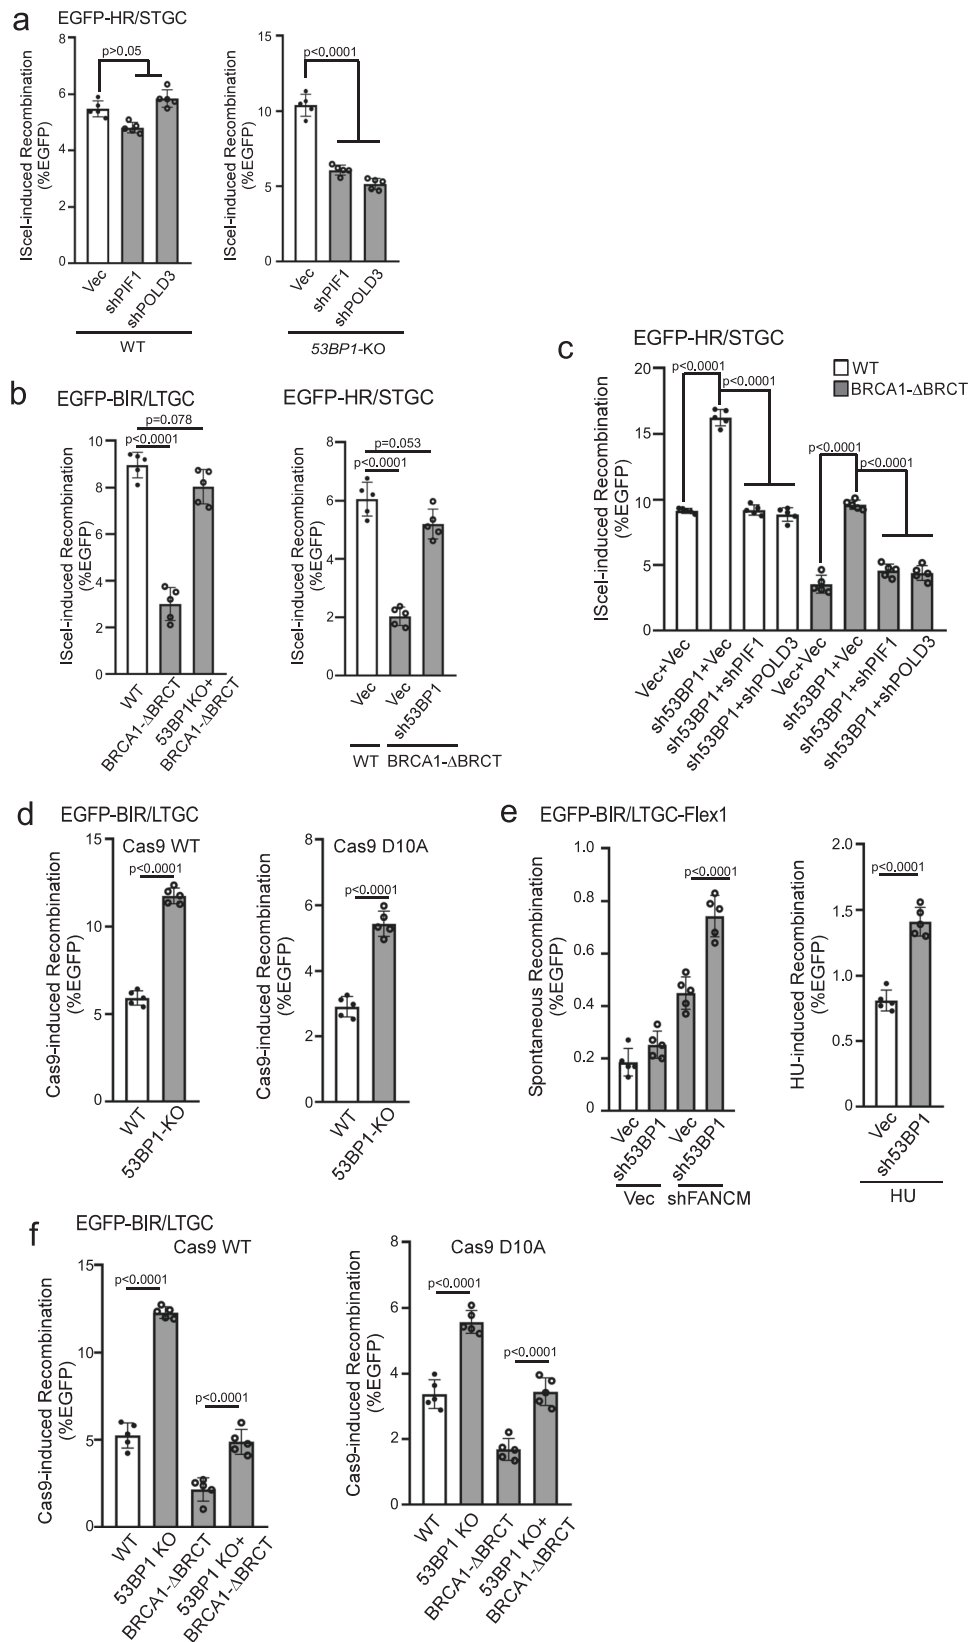 a
EGFP-HR/STGC
ISceI-induced Recombination
(%EGFP)
8
6
4
2
0
p>0.05
Vec
shPIF1
shPOLD3
WT
ISceI-induced Recombination
(%EGFP)
15
10
5
0
p<0.0001
Vec
shPIF1
shPOLD3
53BP1-KO
b
EGFP-BIR/LTGC
ISceI-induced Recombination
(%EGFP)
10
8
6
4
2
0
p=0.078
p<0.0001
WT
BRCA1-ΔBRCT
53BP1KO+
BRCA1-ΔBRCT
EGFP-HR/STGC
ISceI-induced Recombination
(%EGFP)
8
6
4
2
0
p=0.053
p<0.0001
Vec
Vec
sh53BP1
WT
BRCA1-ΔBRCT
c
EGFP-HR/STGC
WT
BRCA1-ΔBRCT
ISceI-induced Recombination
(%EGFP)
20
15
10
5
0
p<0.0001
p<0.0001
p<0.0001
p<0.0001
Vec+Vec
sh53BP1+Vec
sh53BP1+shPIF1
sh53BP1+shPOLD3
Vec+Vec
sh53BP1+Vec
sh53BP1+shPIF1
sh53BP1+shPOLD3
d
EGFP-BIR/LTGC
Cas9 WT
Cas9-induced Recombination
(%EGFP)
15
10
5
0
p<0.0001
WT
53BP1-KO
Cas9 D10A
Cas9-induced Recombination
(%EGFP)
8
6
4
2
0
p<0.0001
WT
53BP1-KO
e
EGFP-BIR/LTGC-Flex1
Spontaneous Recombination
(%EGFP)
1.0
0.8
0.6
0.4
0.2
0
p<0.0001
Vec
sh53BP1
Vec
sh53BP1
Vec
shFANCM
HU-induced Recombination
(%EGFP)
2.0
1.5
1.0
0.5
0
p<0.0001
Vec
sh53BP1
HU
f
EGFP-BIR/LTGC
Cas9 WT
Cas9-induced Recombination
(%EGFP)
15
10
5
0
p<0.0001
p<0.0001
WT
53BP1 KO
BRCA1-ΔBRCT
53BP1 KO+
BRCA1-ΔBRCT
Cas9 D10A
Cas9-induced Recombination
(%EGFP)
8
6
4
2
0
p<0.0001
p<0.0001
WT
53BP1 KO
BRCA1-ΔBRCT
53BP1 KO+
BRCA1-ΔBRCT